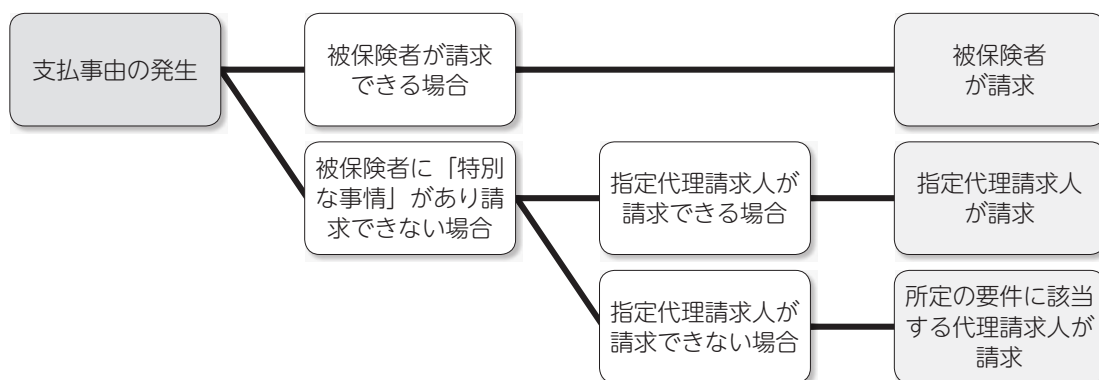 支払事由の発生
被保険者が請求
できる場合
被保険者
が請求
被保険者に「特別
な事情」があり請
求できない場合
指定代理請求人が
請求できる場合
指定代理請求人
が請求
指定代理請求人が
請求できない場合
所定の要件に該当
する代理請求人が
請求